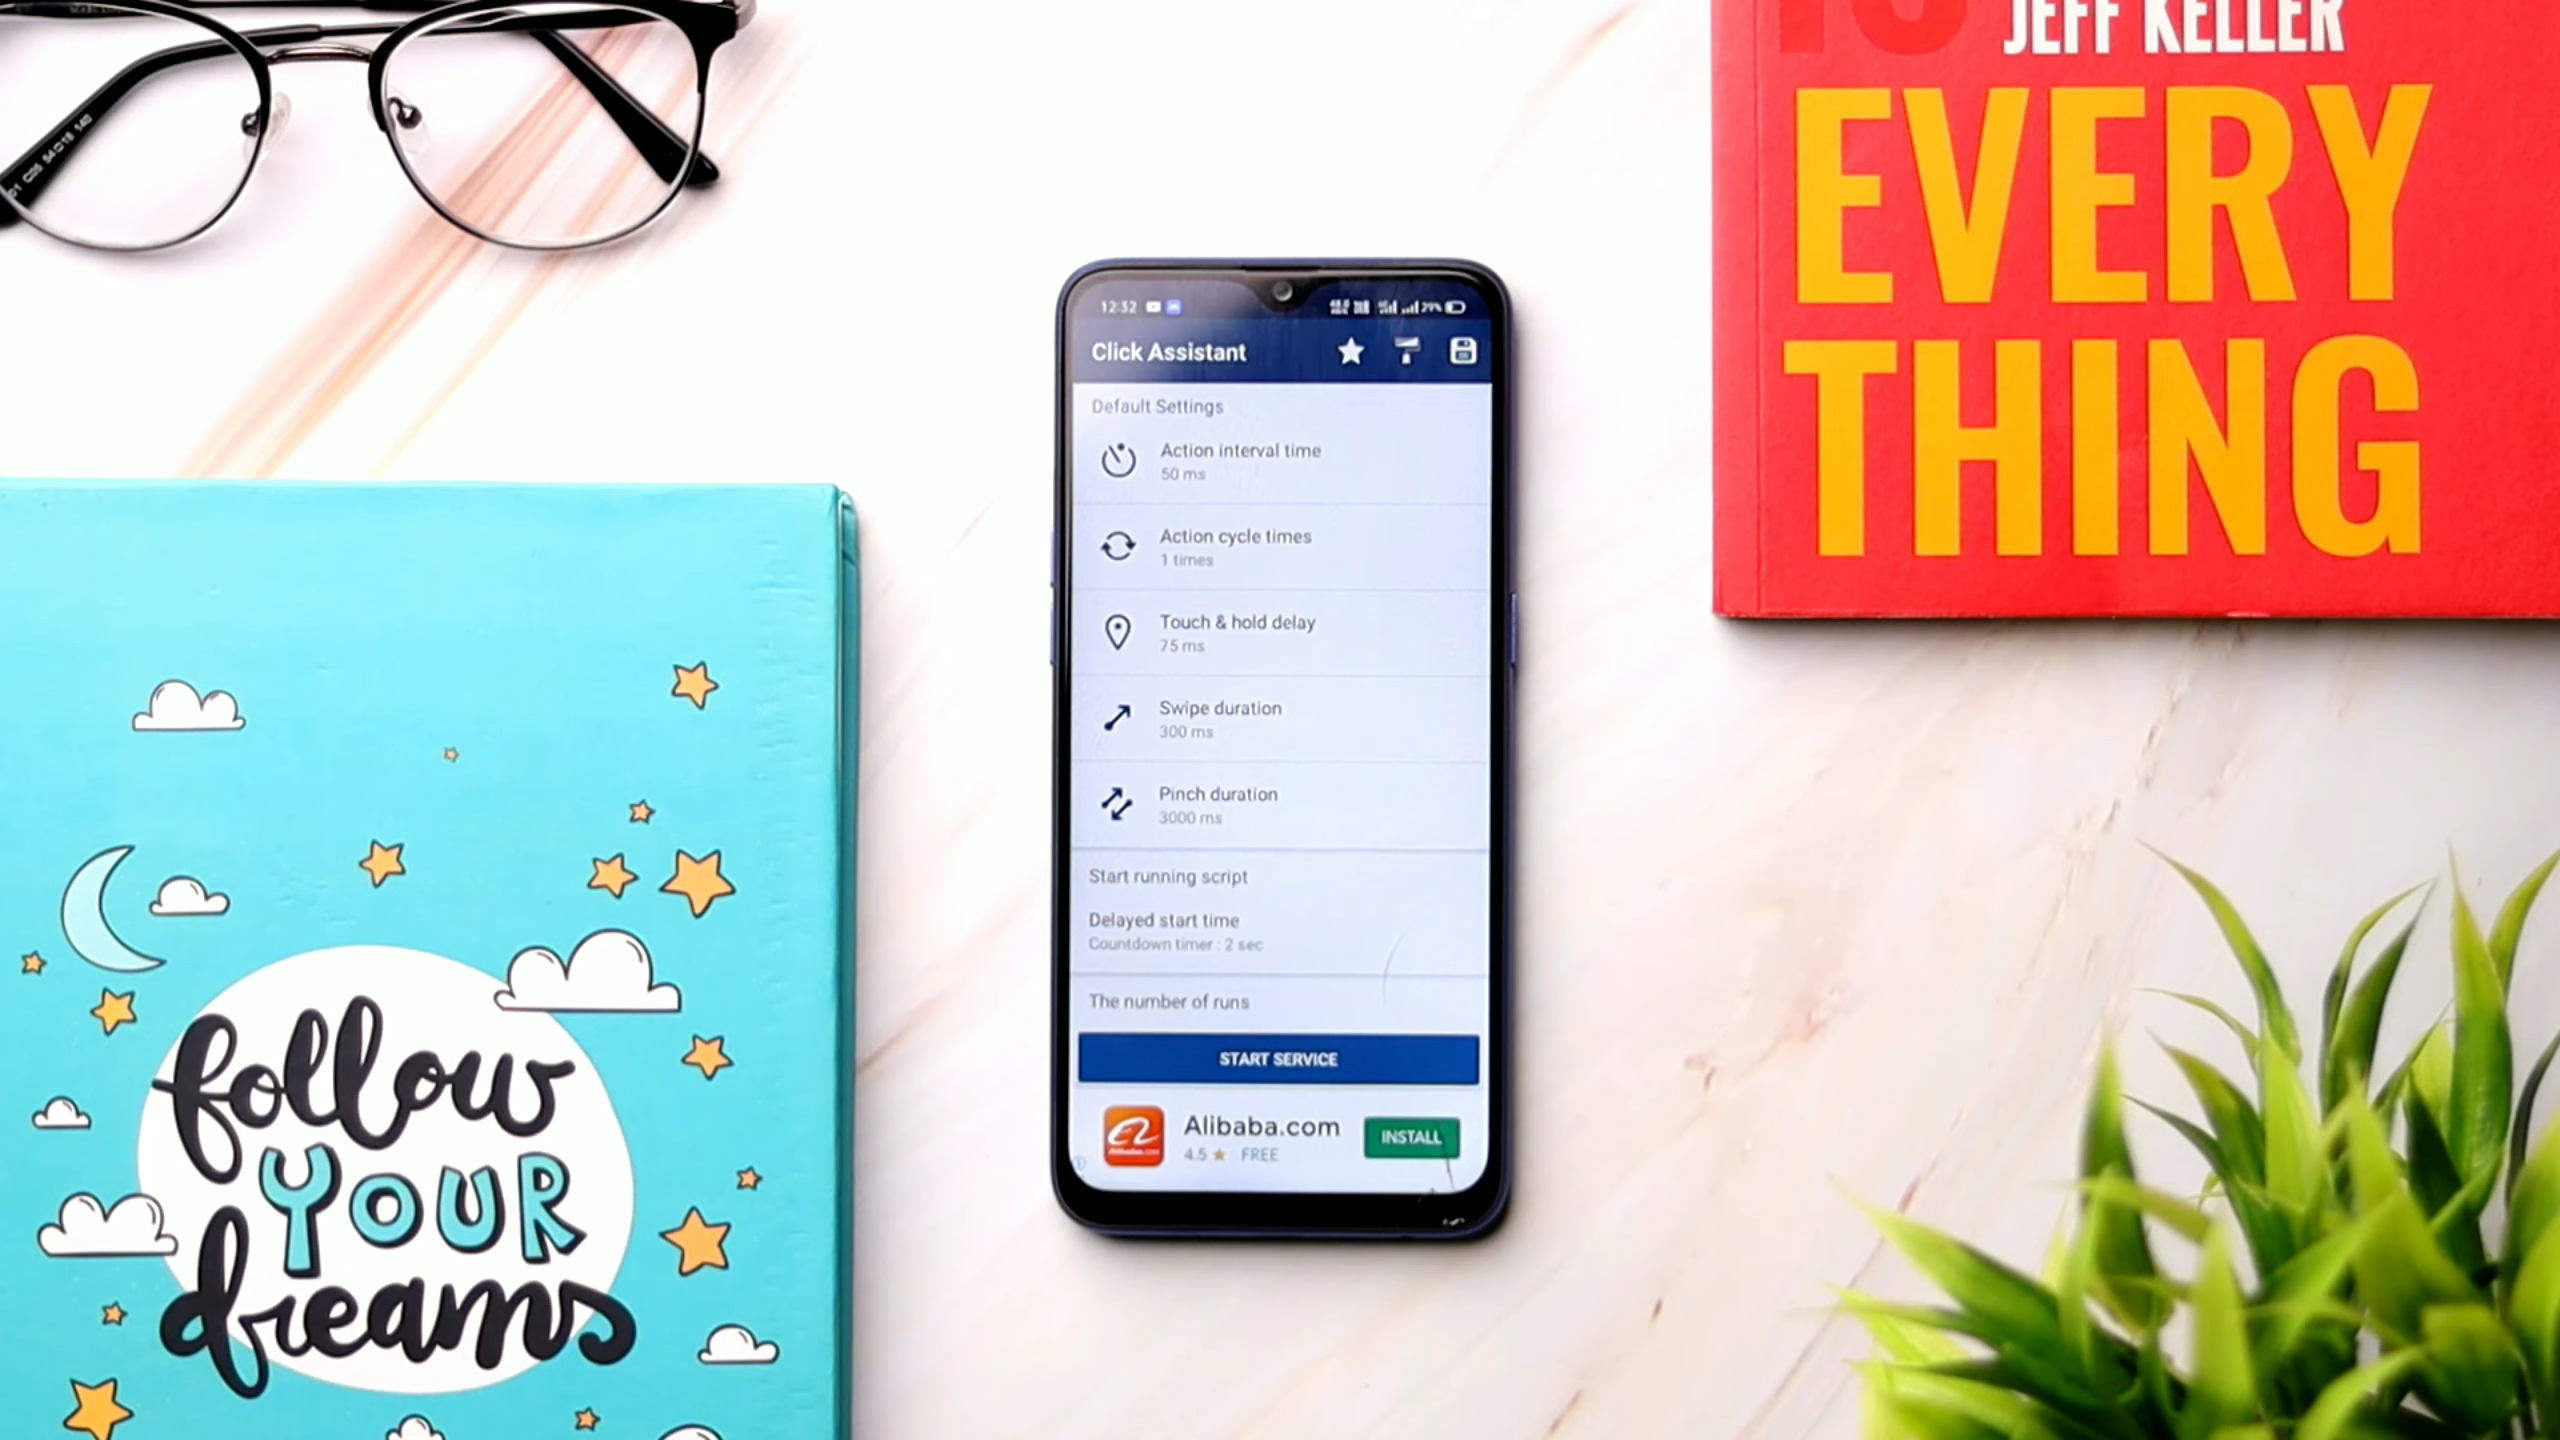 JEFF KELLER
EVERY
THING
12:32
29%
Click Assistant
Default Settings
Action interval time
50 ms
Action cycle times
1 times
Touch & hold delay
75 ms
Swipe duration
300 ms
Pinch duration
3000 ms
Start running script
Delayed start time
Countdown timer : 2 sec
The number of runs
START SERVICE
Alibaba.com
4.5 ★ FREE
INSTALL
follow
YOUR
dreams